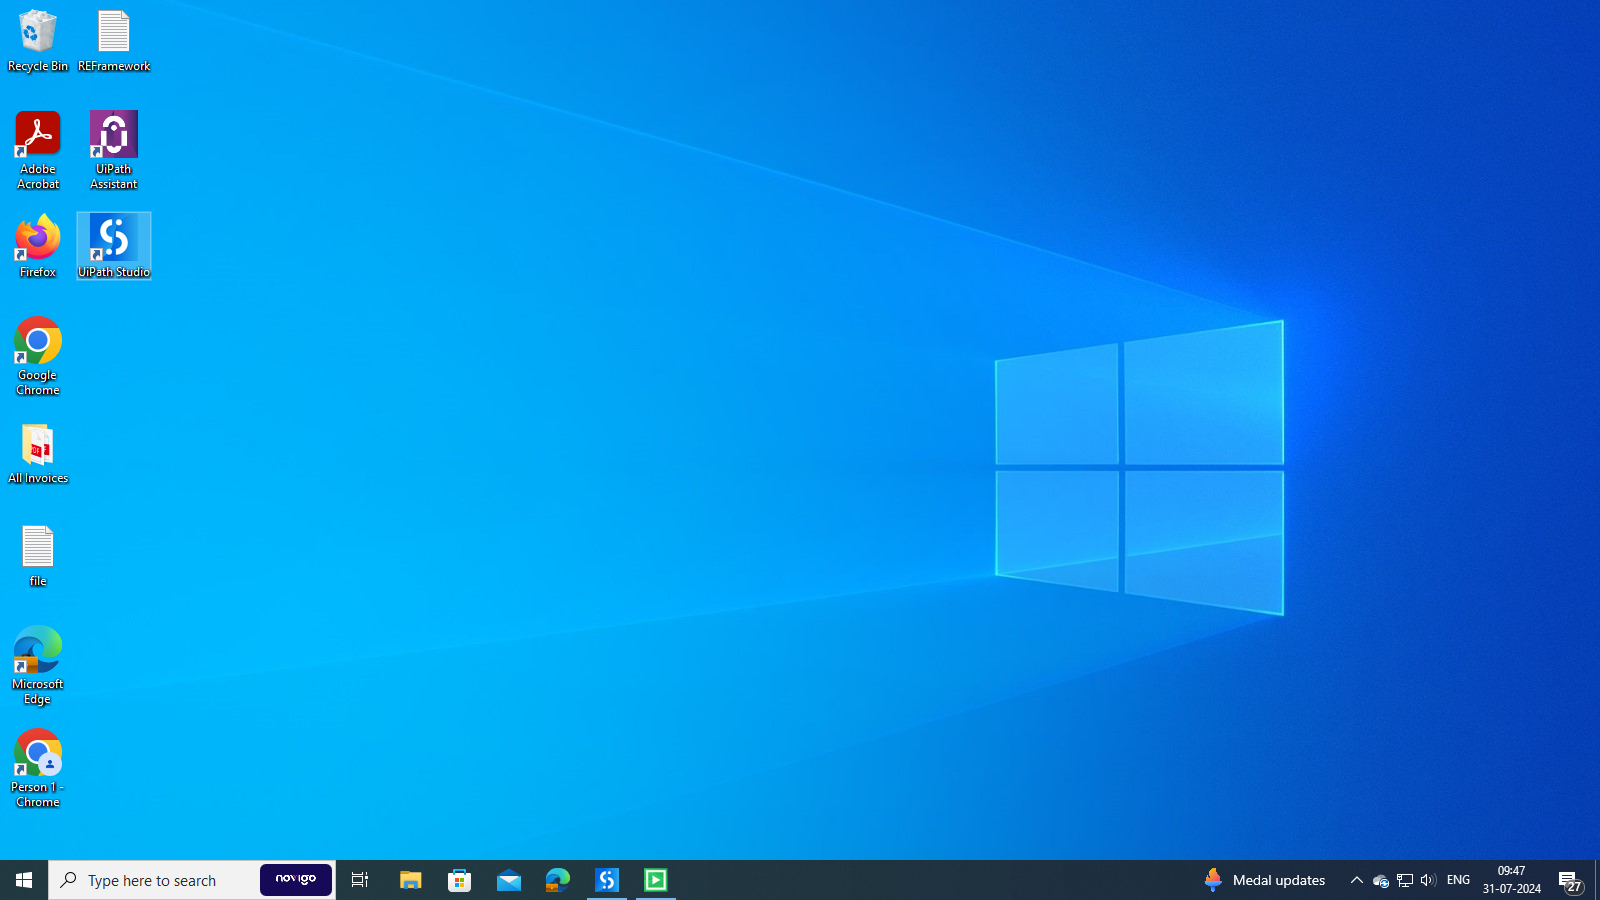 Recycle Bin
REFramework
Adobe
Acrobat
UiPath
Assistant
Firefox
UiPath Studio
Google
Chrome
PDF
All Invoices
file
Microsoft
Edge
Person 1 -
Chrome
Type here to search
novigo
Medal updates
ENG
09:47
31-07-2024
27